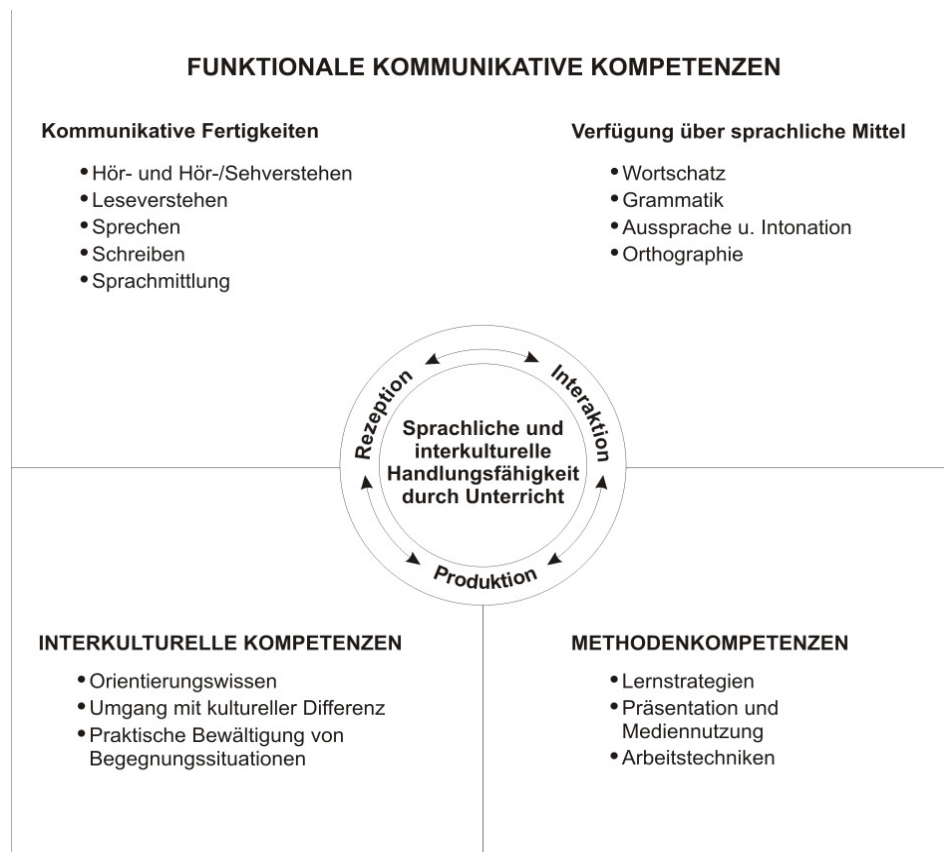 FUNKTIONALE KOMMUNIKATIVE KOMPETENZEN
Kommunikative Fertigkeiten
• Hör- und Hör-/Sehverstehen
• Leseverstehen
• Sprechen
• Schreiben
• Sprachmittlung
Verfügung über sprachliche Mittel
• Wortschatz
• Grammatik
• Aussprache u. Intonation
• Orthographie
Rezeption
Interaktion
Sprachliche und
interkulturelle
Handlungsfähigkeit
durch Unterricht
Produktion
INTERKULTURELLE KOMPETENZEN
• Orientierungswissen
• Umgang mit kultureller Differenz
• Praktische Bewältigung von
Begegnungssituationen
METHODENKOMPETENZEN
• Lernstrategien
• Präsentation und
Mediennutzung
• Arbeitstechniken